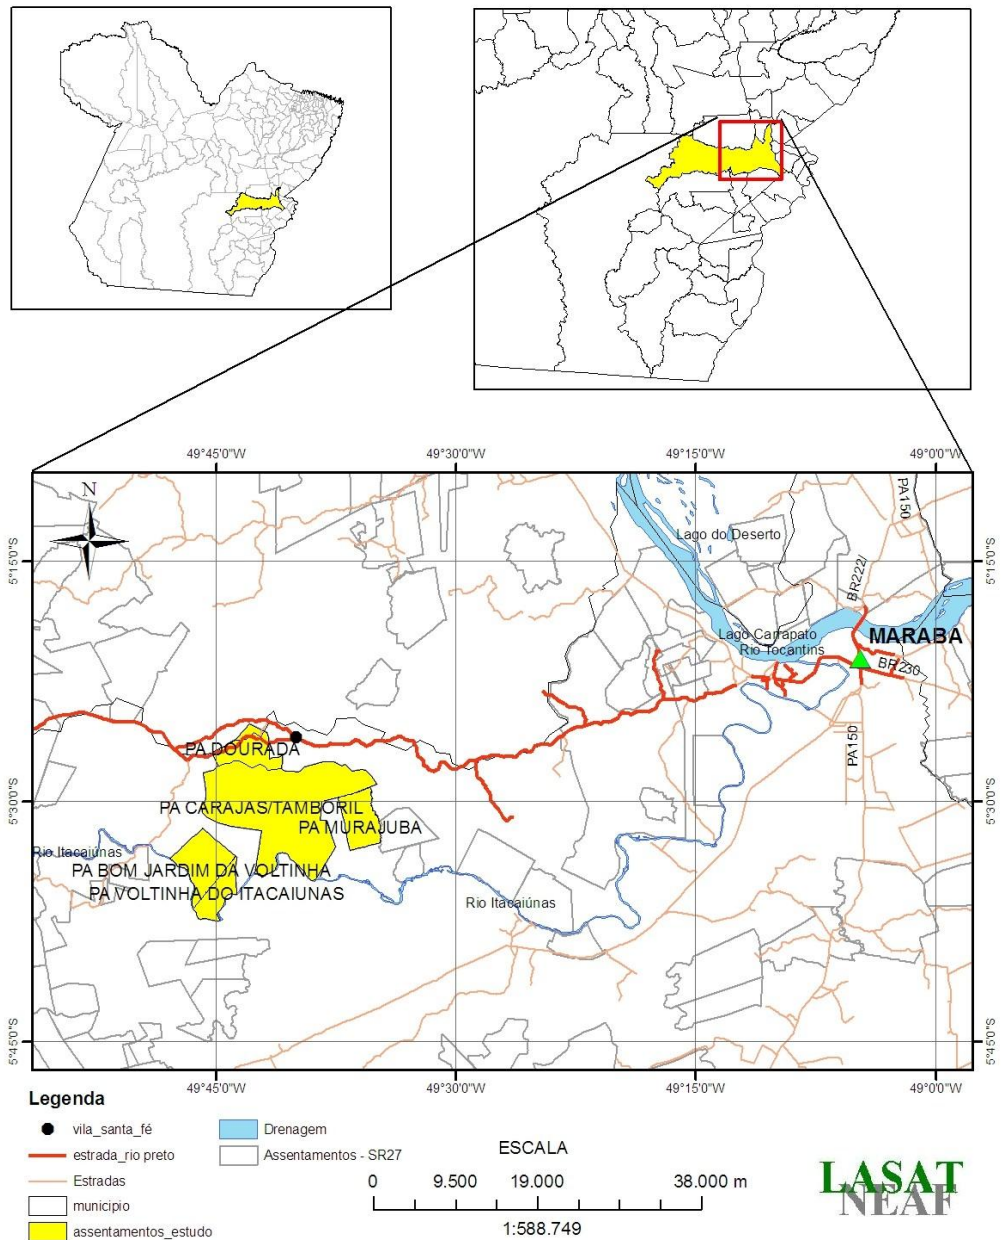 49°45'0"W
49°30'0"W
49°15'0"W
49°0'0"W
N
PA150
Lago do Deserto
5°15'0"S
5°15'0"S
BR222/
Lago Carrapato
MARABA
Rio Tocantins
BR230
PA DOURADA
PA150
5°30'0"S
5°30'0"S
PA CARAJAS/TAMBORIL
PA MURAJUBA
Rio Itacaiúnas
PA BOM JARDIM DA VOLTINHA
PA VOLTINHA DO ITACAIUNAS
Rio Itacaiúnas
5°45'0"S
5°45'0"S
49°45'0"W
49°30'0"W
49°15'0"W
49°0'0"W
Legenda
vila_santa_fé
estrada_rio preto
Estradas
municipio
assentamentos_estudo
Drenagem
Assentamentos - SR27
ESCALA
0 9.500 19.000 38.000 m
1:588.749
LASAT
NEAF